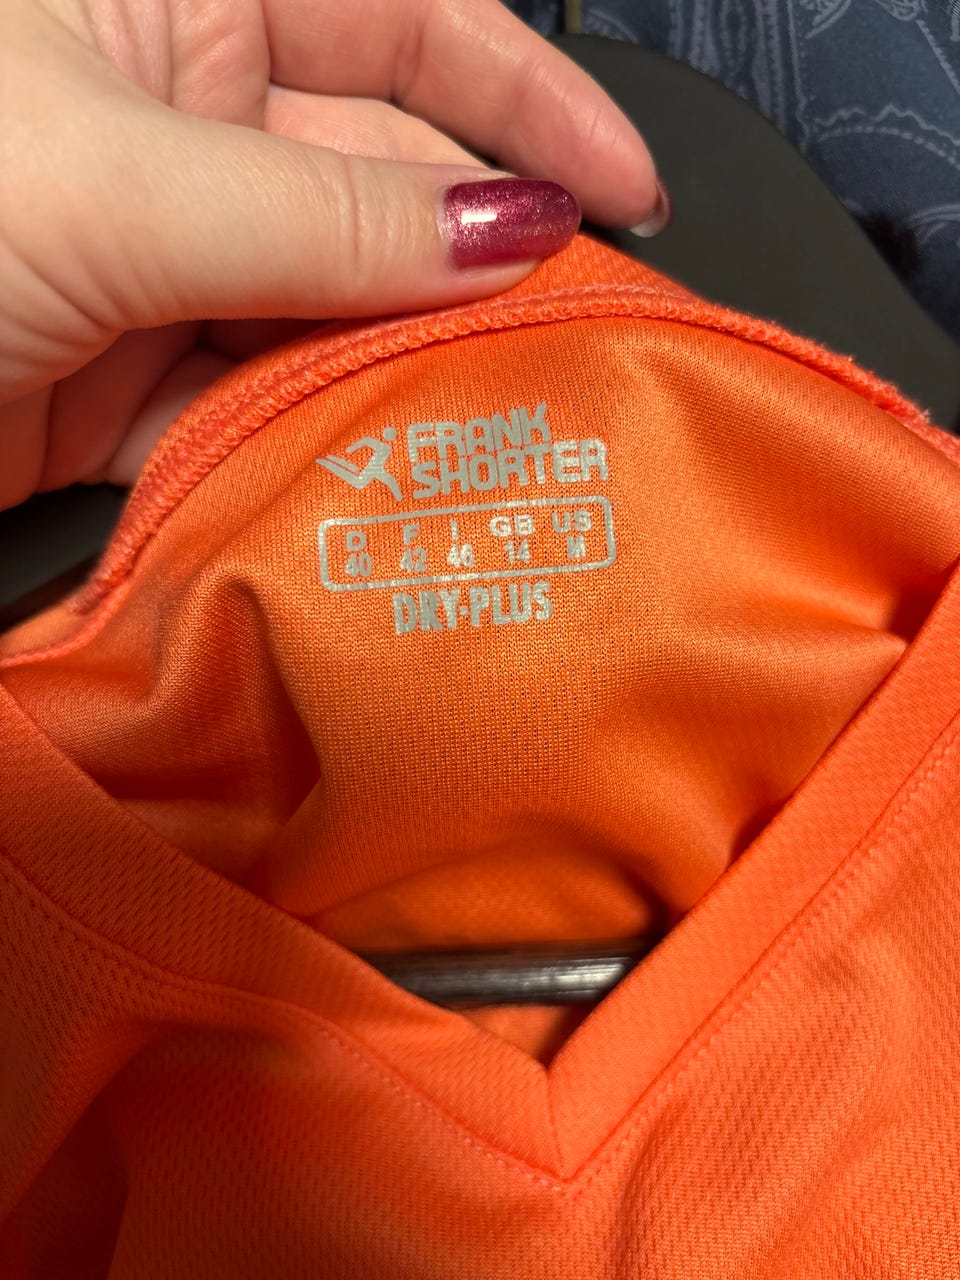 FRANK
SHORTER
D F I GB US
40 42 46 14 M
DRY-PLUS